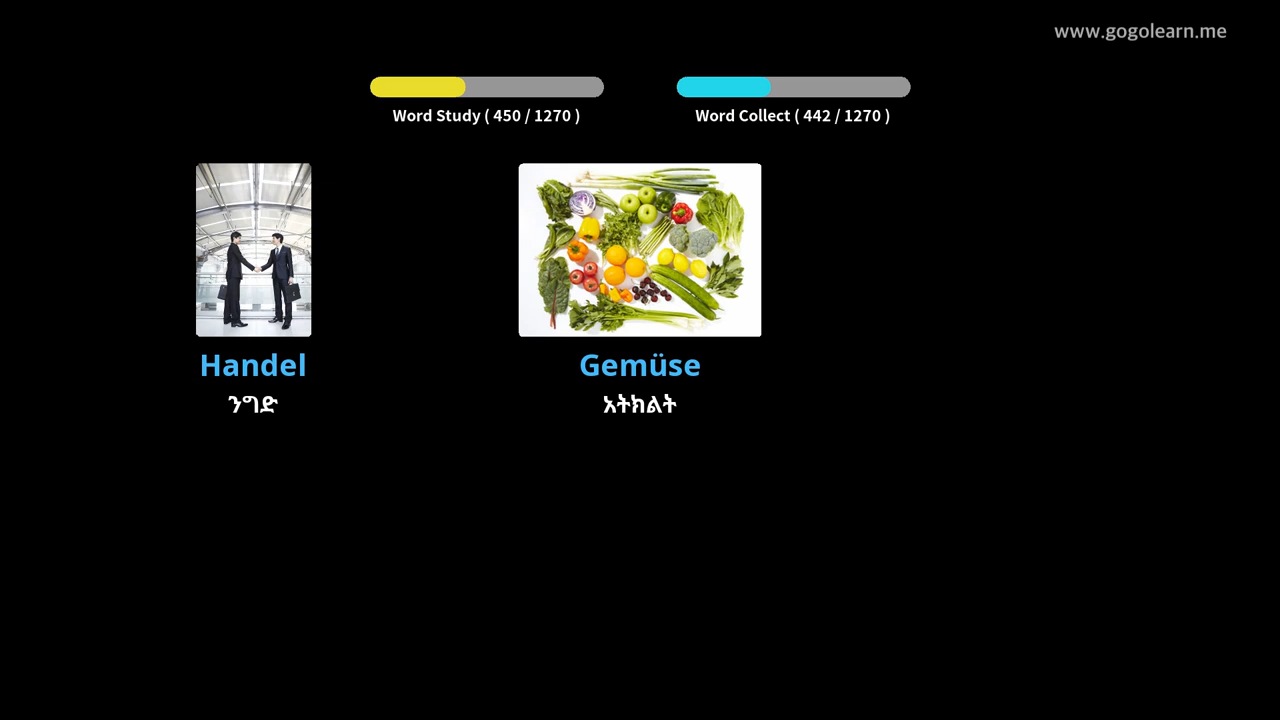 www.gogolearn.me
Word Study ( 450 / 1270 )
Word Collect ( 442 / 1270 )
Handel
ንግድ
Gemüse
አትክልት